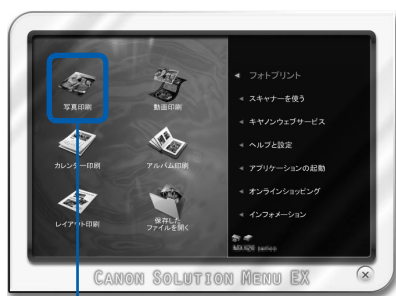 写真印刷
動画印刷
カレンダー印刷
アルバム印刷
レイアウト印刷
保存した
ファイルを開く
フォトプリント
スキャナーを使う
キヤノンウェブサービス
ヘルプと設定
アプリケーションの起動
オンラインショッピング
インフォメーション
series
CANON SOLUTION MENU EX